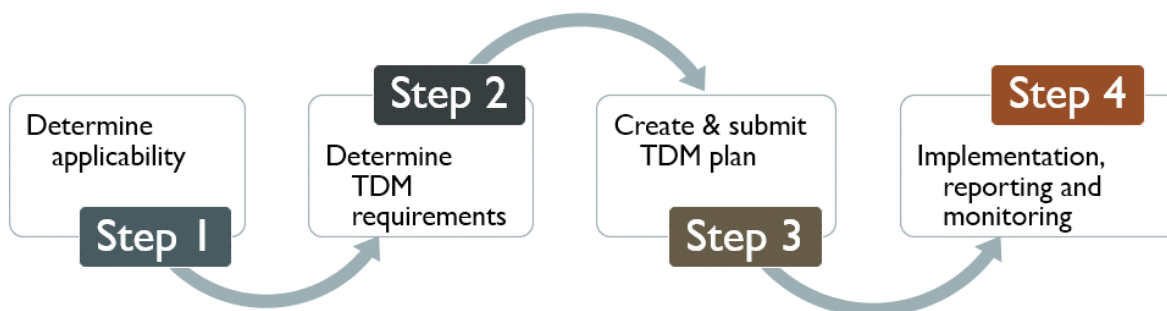 Determine
applicability
Step 1
Step 2
Determine
TDM
requirements
Create & submit
TDM plan
Step 3
Step 4
Implementation,
reporting and
monitoring